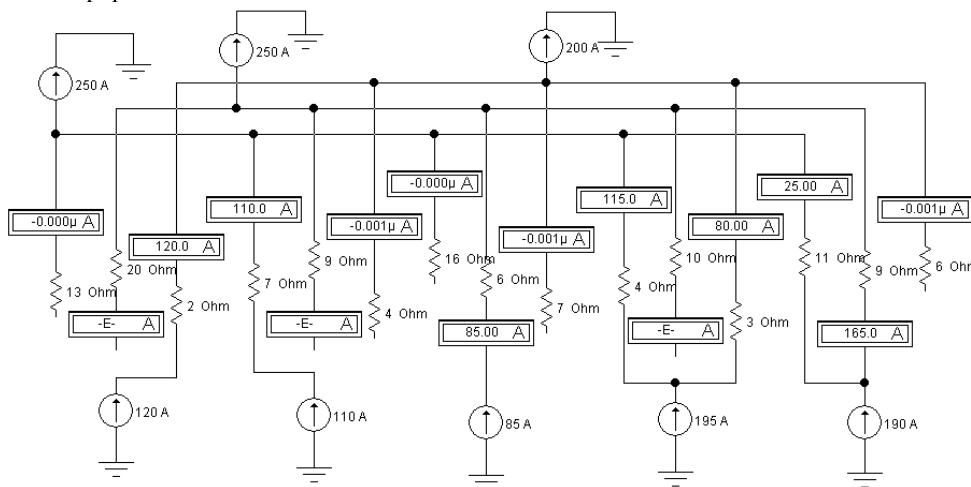 250 A
250 A
200 A
-0.000µ A
110.0 A
-0.000µ A
115.0 A
25.00 A
120.0 A
-0.001µ A
-0.001µ A
80.00 A
-0.001µ A
13 Ohm
20 Ohm
2 Ohm
7 Ohm
9 Ohm
4 Ohm
16 Ohm
6 Ohm
7 Ohm
4 Ohm
10 Ohm
3 Ohm
11 Ohm
9 Ohm
6 Ohm
-E- A
-E- A
85.00 A
-E- A
165.0 A
120 A
110 A
85 A
195 A
190 A